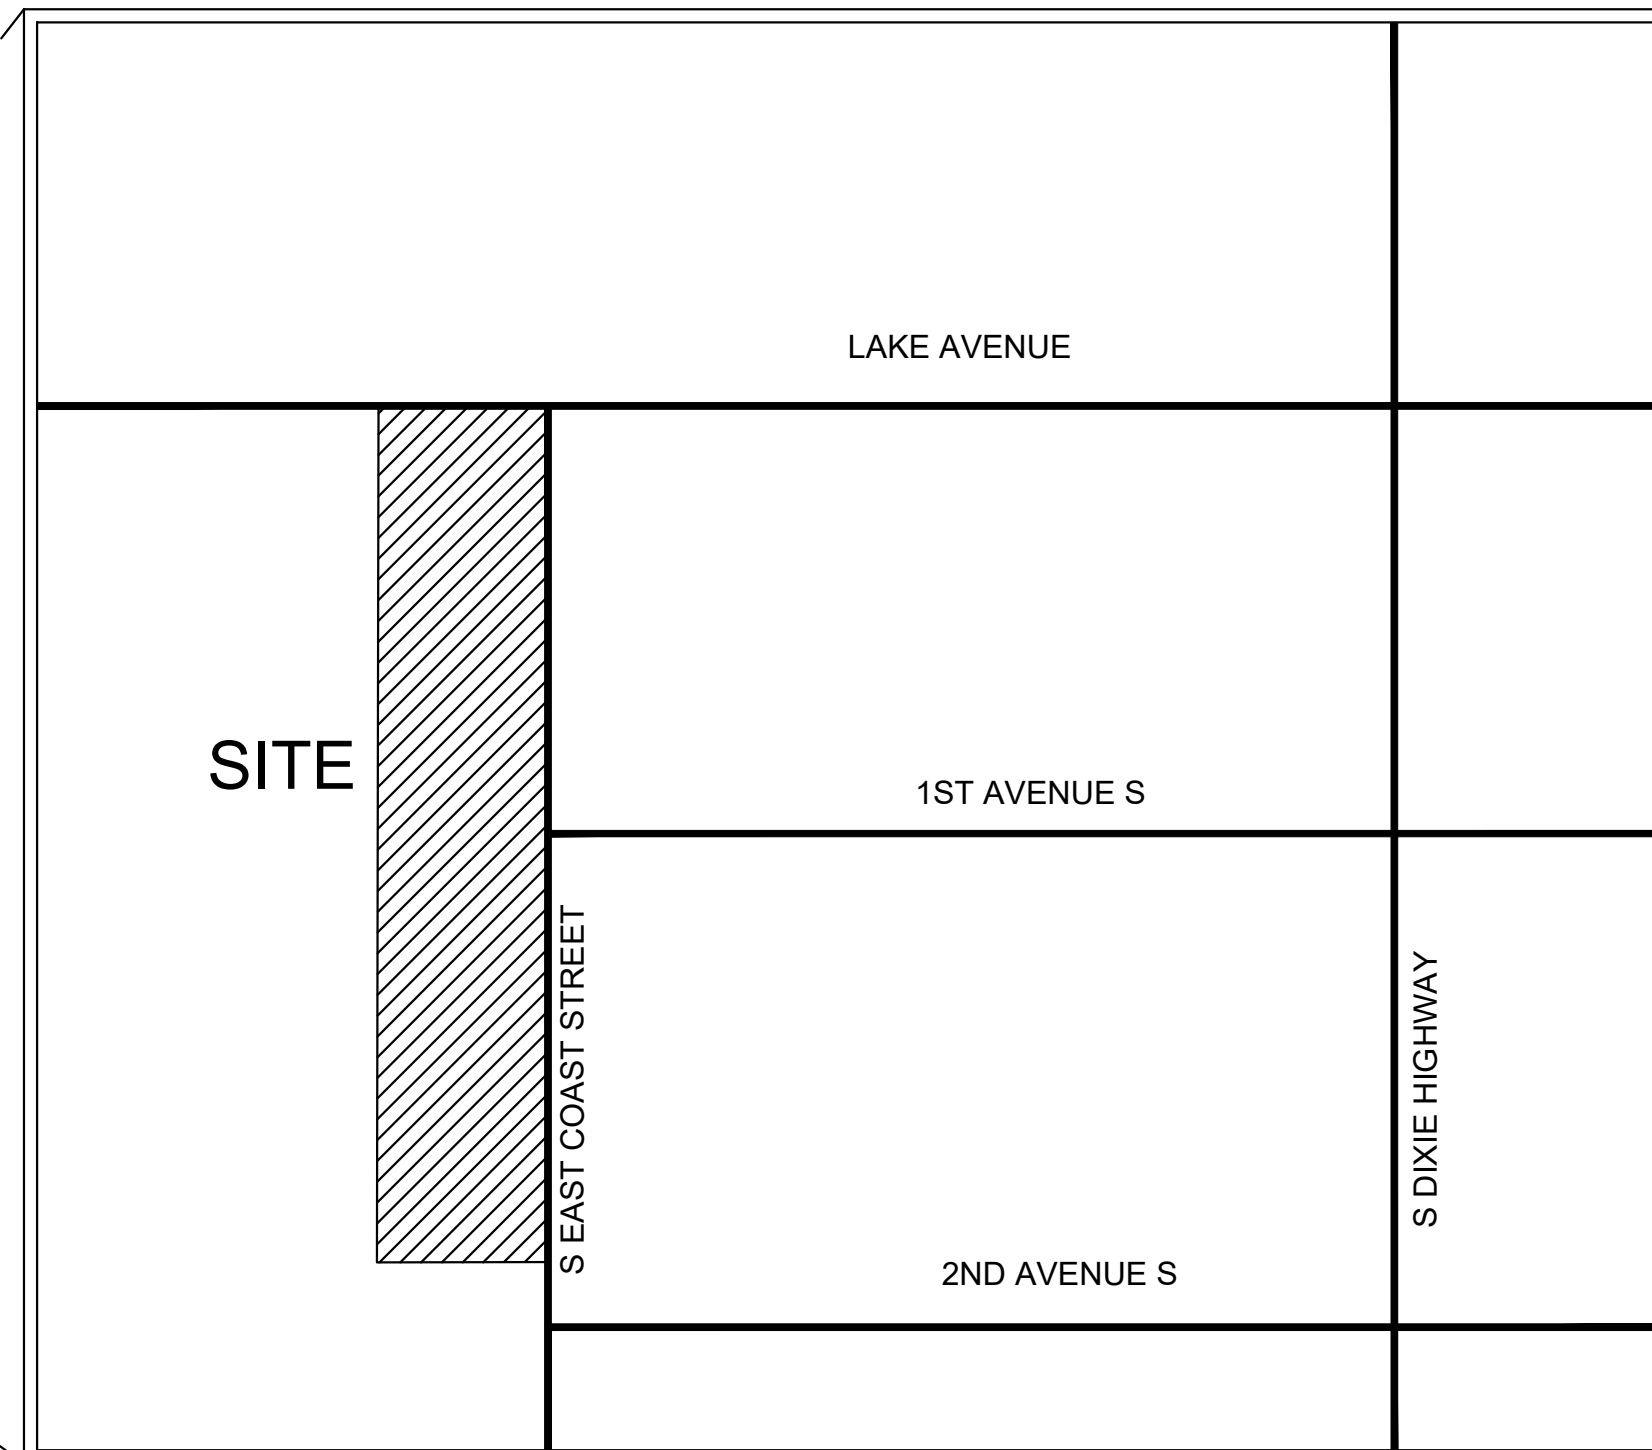 LAKE AVENUE
SITE
1ST AVENUE S
S EAST COAST STREET
S DIXIE HIGHWAY
2ND AVENUE S